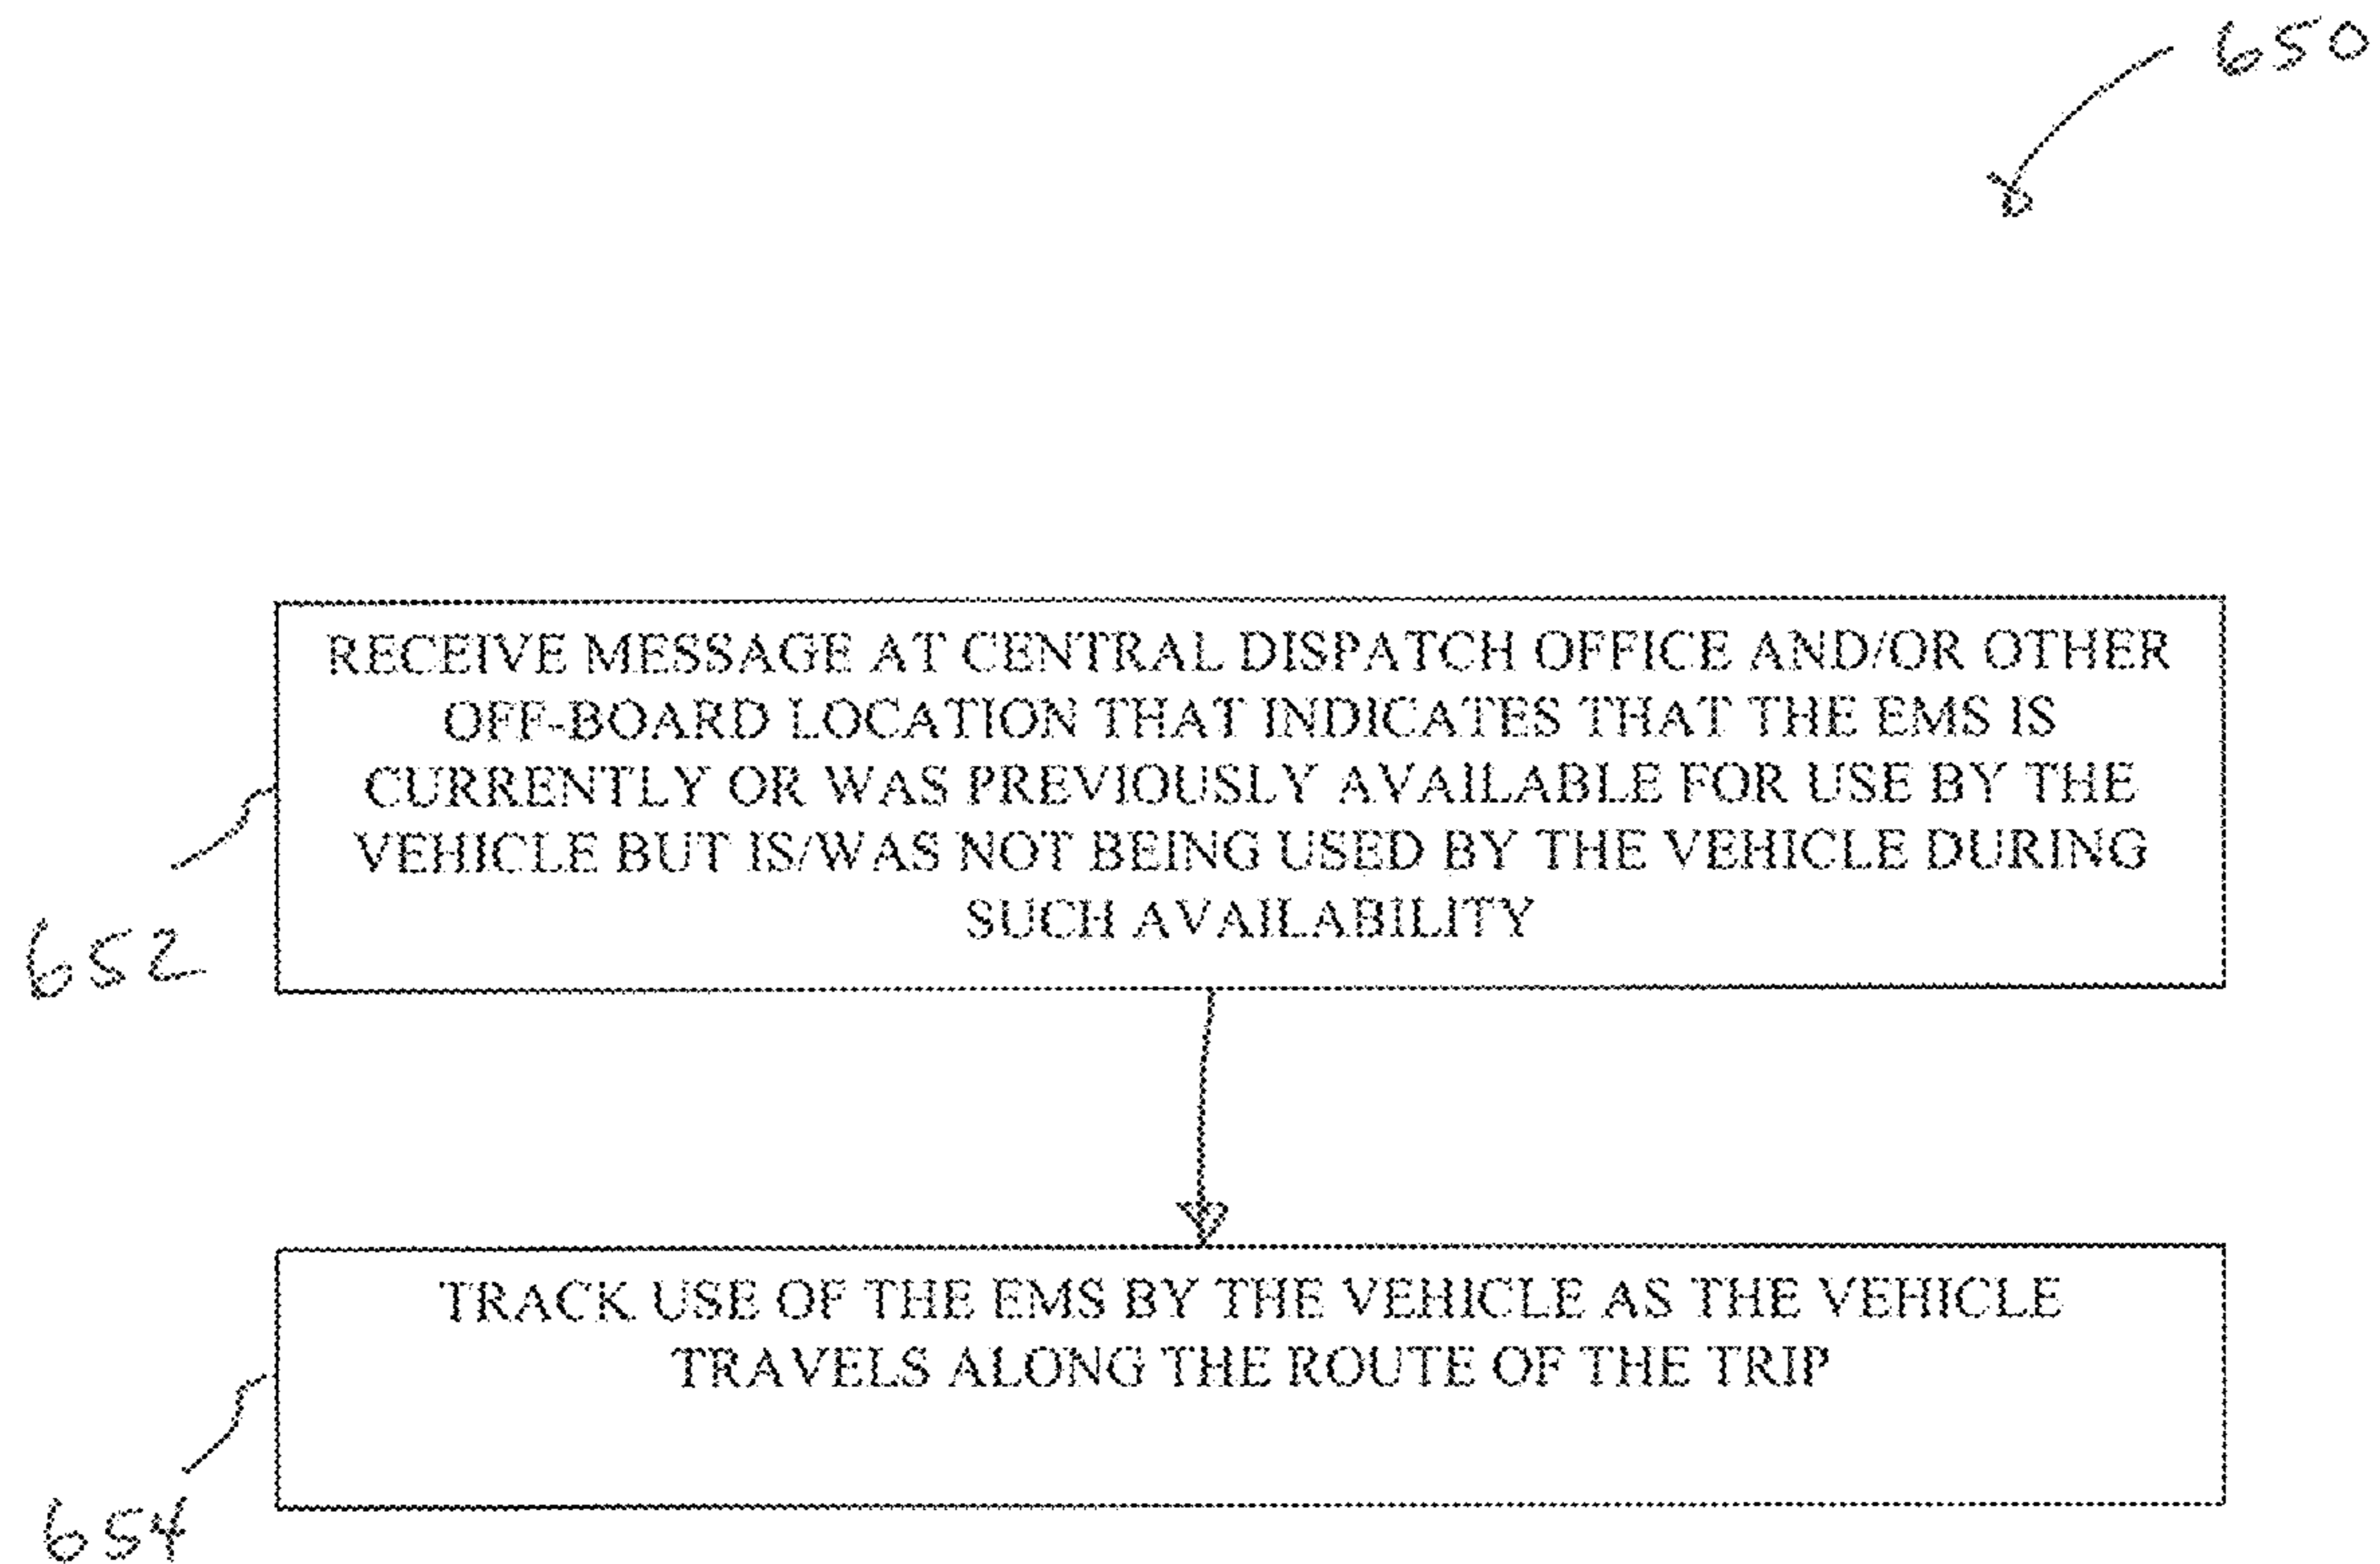 650
RECEIVE MESSAGE AT CENTRAL DISPATCH OFFICE AND/OR OTHER
OFF-BOARD LOCATION THAT INDICATES THAT THE EMS IS
CURRENTLY OR WAS PREVIOUSLY AVAILABLE FOR USE BY THE
VEHICLE BUT IS/WAS NOT BEING USED BY THE VEHICLE DURING
SUCH AVAILABILITY
652
TRACK USE OF THE EMS BY THE VEHICLE AS THE VEHICLE
TRAVELS ALONG THE ROUTE OF THE TRIP
654